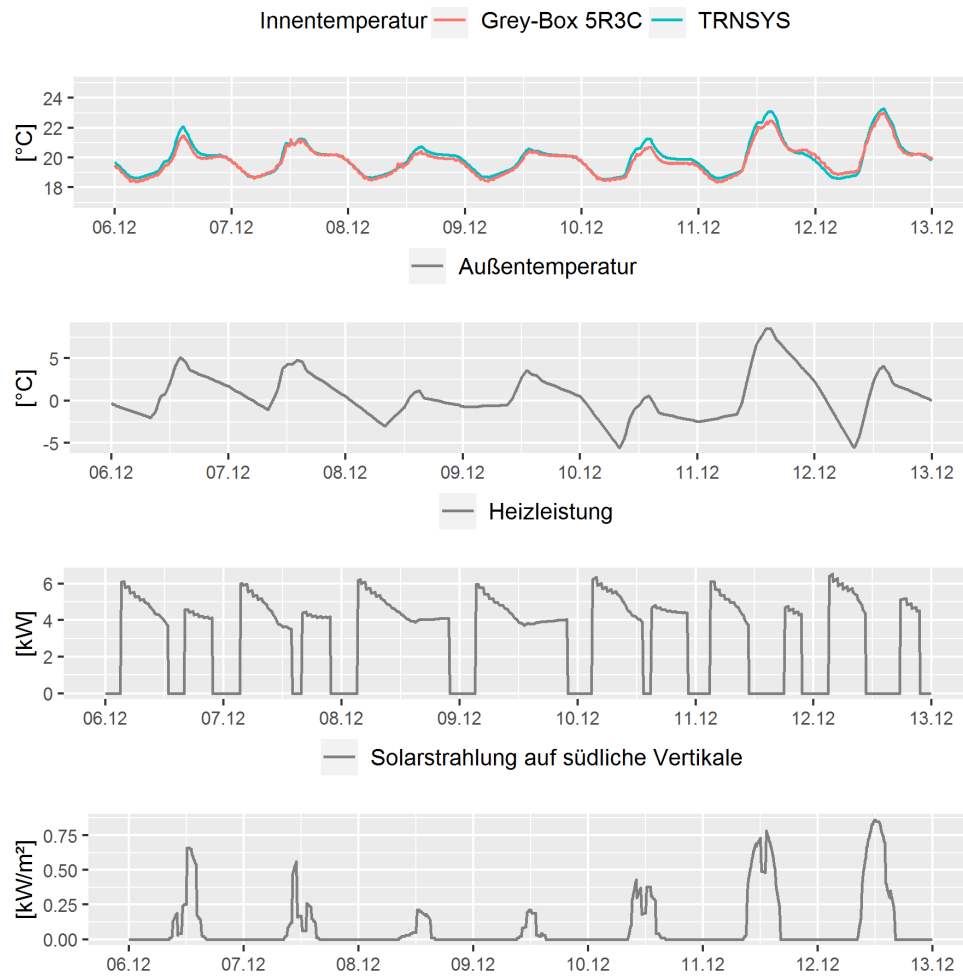 Innentemperatur Grey-Box 5R3C TRNSYS
24
22
20
18
[°C]
06.12 07.12 08.12 09.12 10.12 11.12 12.12 13.12
Außentemperatur
5
0
-5
[°C]
06.12 07.12 08.12 09.12 10.12 11.12 12.12 13.12
Heizleistung
6
4
2
0
[kW]
06.12 07.12 08.12 09.12 10.12 11.12 12.12 13.12
Solarstrahlung auf südliche Vertikale
0.75
0.50
0.25
0.00
[kW/m²]
06.12 07.12 08.12 09.12 10.12 11.12 12.12 13.12